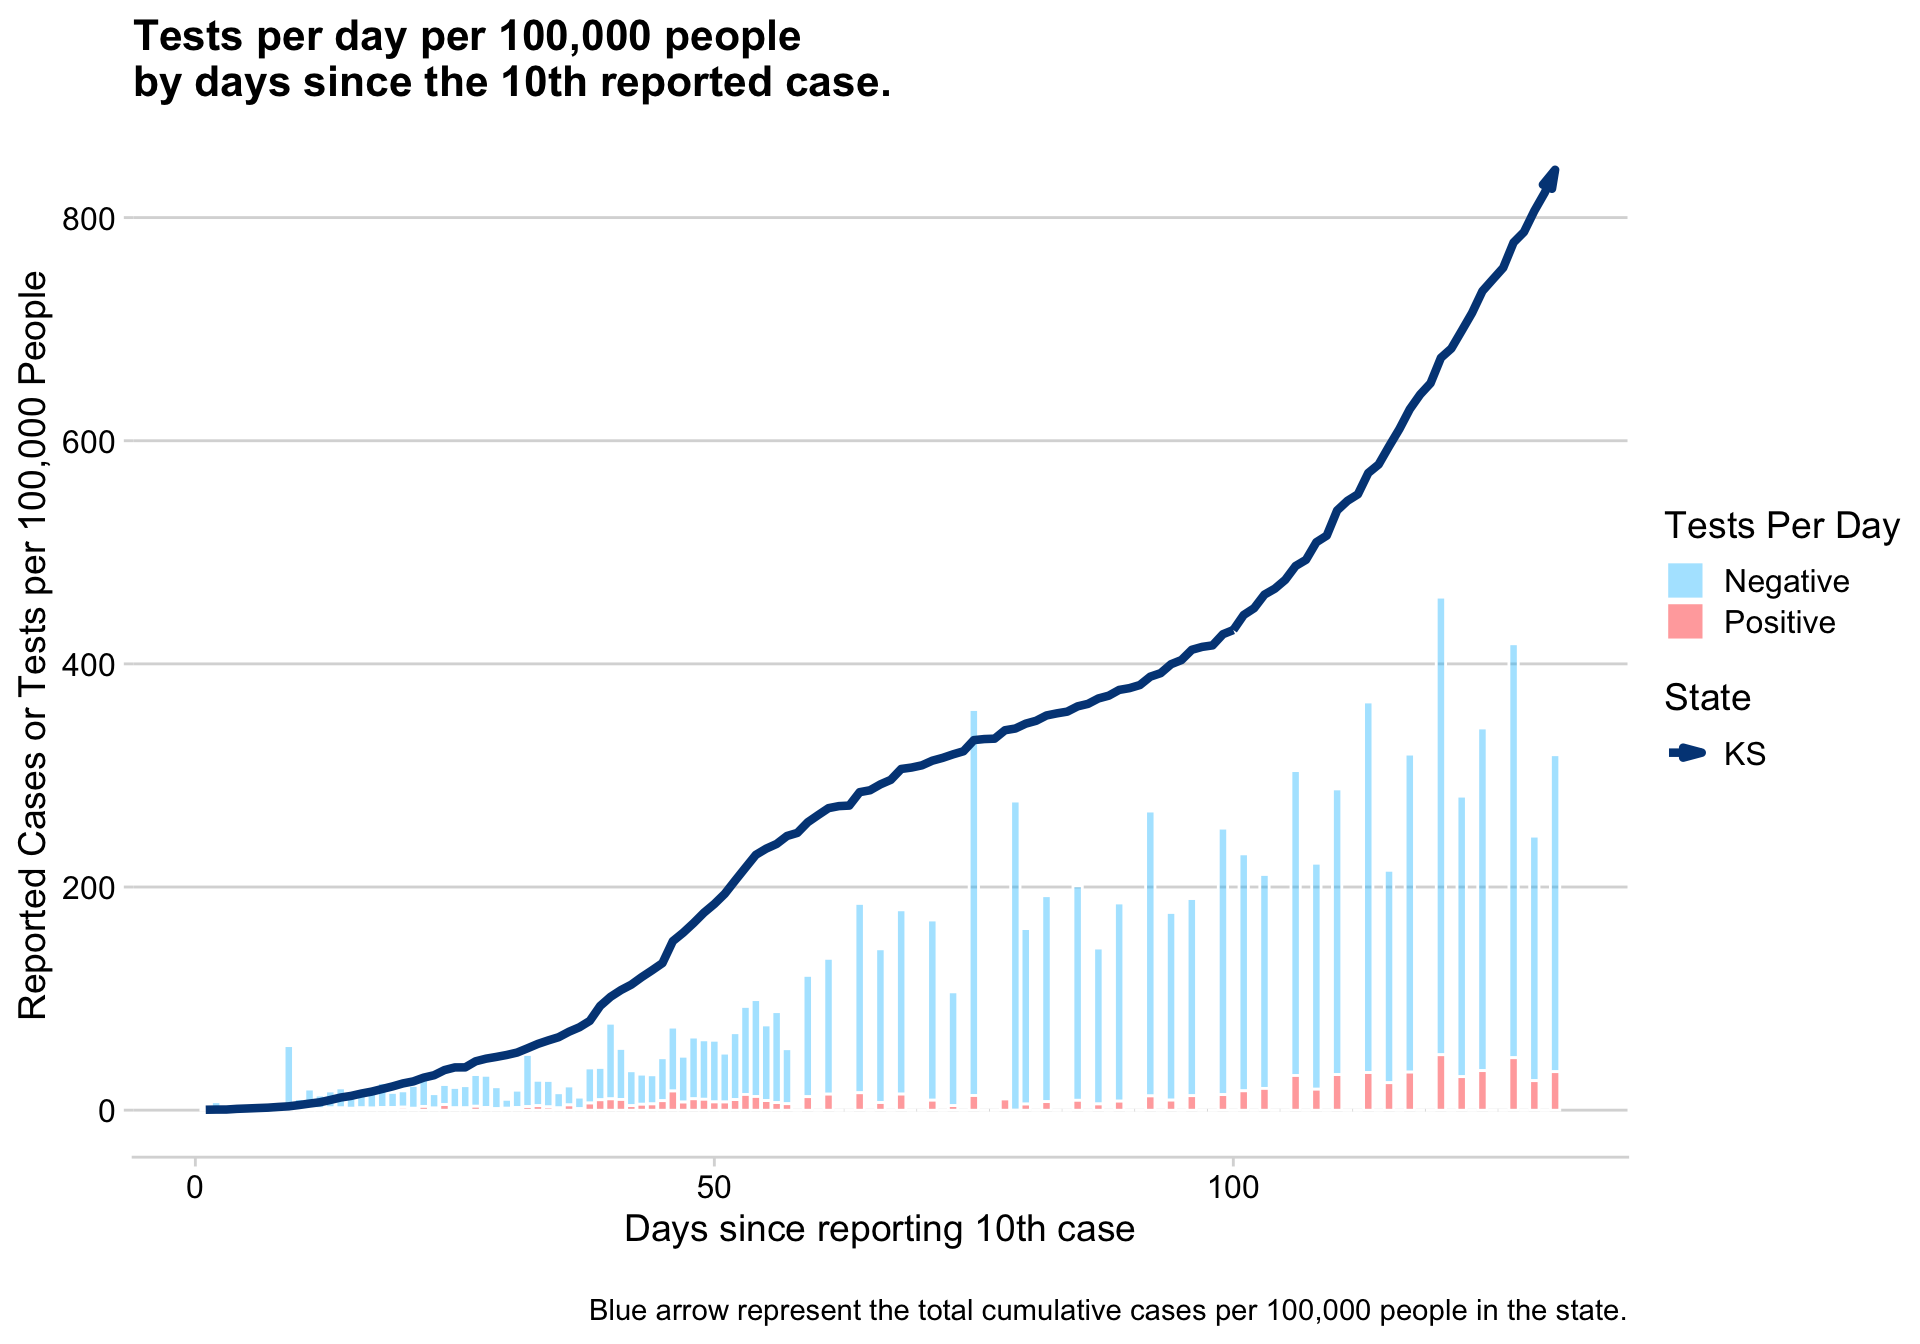 Tests per day per 100,000 people
by days since the 10th reported case.
Reported Cases or Tests per 100,000 People
800
600
400
200
0
0
50
100
Days since reporting 10th case
Tests Per Day
Negative
Positive
State
KS
Blue arrow represent the total cumulative cases per 100,000 people in the state.